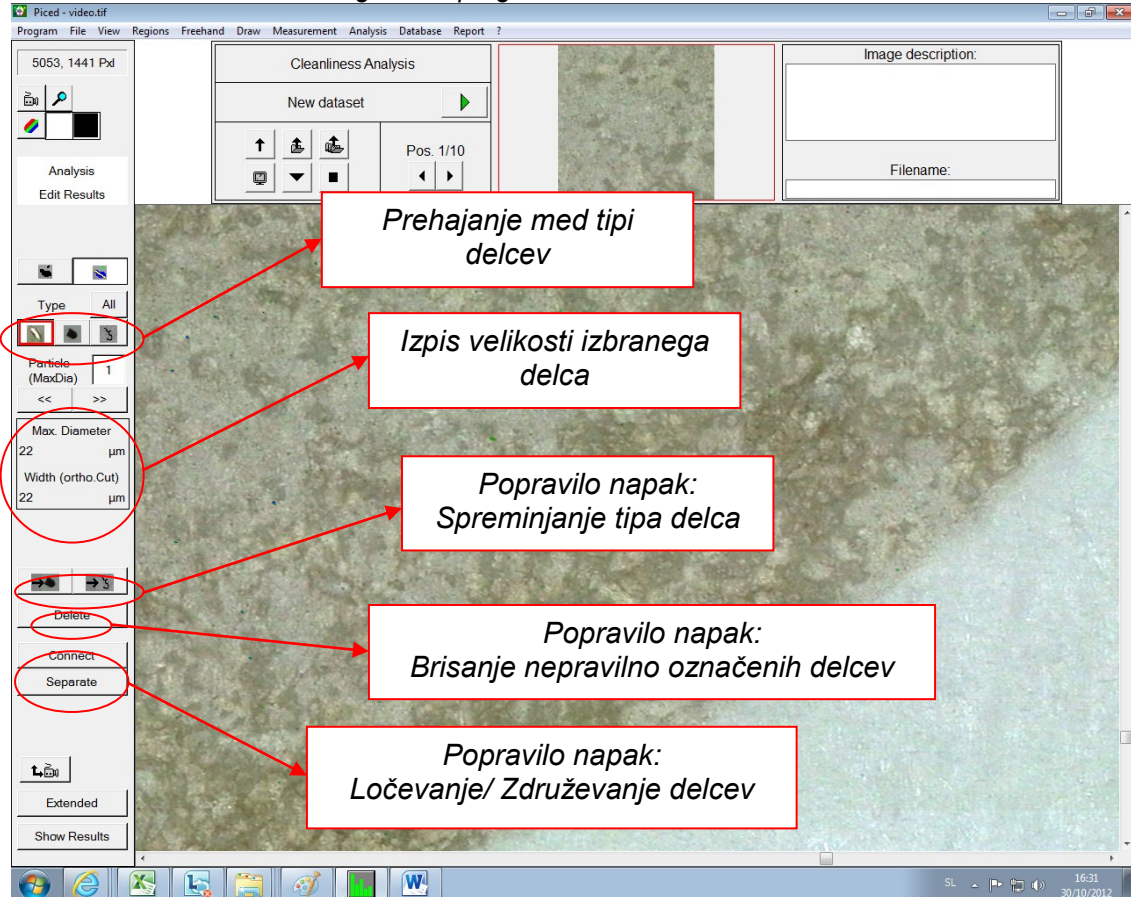 Piced - video.tif
Program File View Regions Freehand Draw Measurement Analysis Database Report ?
5053, 1441 Pxl
Cleanliness Analysis
New dataset
Pos. 1/10
Image description:
Filename:
Analysis
Edit Results
Type All
Particle
(MaxDia)
1
<< >>
Max. Diameter
22 µm
Width (ortho.Cut)
22 µm
Delete
Connect
Separate
Extended
Show Results
Prehajanje med tipi
delcev
Izpis velikosti izbranega
delca
Popravilo napak:
Spreminjanje tipa delca
Popravilo napak:
Brisanje nepravilno označenih delcev
Popravilo napak:
Ločevanje/ Združevanje delcev
SL
16:31
30/10/2012